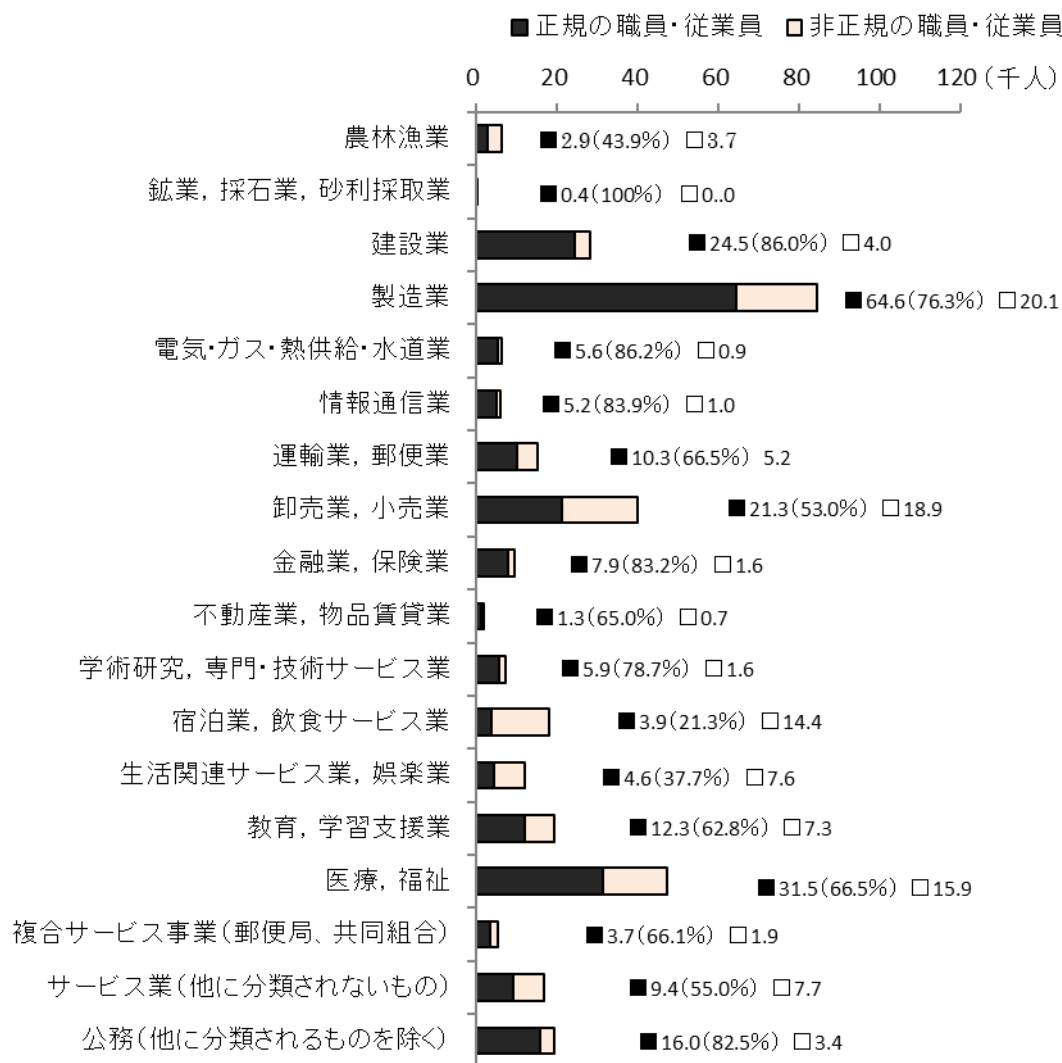 ■正規の職員・従業員 □非正規の職員・従業員
0 20 40 60 80 100 120 (千人)
農林漁業 ■2.9(43.9%) □3.7
鉱業，採石業，砂利採取業 ■0.4(100%) □0..0
建設業 ■24.5(86.0%) □4.0
製造業 ■64.6(76.3%) □20.1
電気・ガス・熱供給・水道業 ■5.6(86.2%) □0.9
情報通信業 ■5.2(83.9%) □1.0
運輸業，郵便業 ■10.3(66.5%) 5.2
卸売業，小売業 ■21.3(53.0%) □18.9
金融業，保険業 ■7.9(83.2%) □1.6
不動産業，物品賃貸業 ■1.3(65.0%) □0.7
学術研究，専門・技術サービス業 ■5.9(78.7%) □1.6
宿泊業，飲食サービス業 ■3.9(21.3%) □14.4
生活関連サービス業，娯楽業 ■4.6(37.7%) □7.6
教育，学習支援業 ■12.3(62.8%) □7.3
医療，福祉 ■31.5(66.5%) □15.9
複合サービス事業(郵便局、共同組合) ■3.7(66.1%) □1.9
サービス業(他に分類されないもの) ■9.4(55.0%) □7.7
公務(他に分類されるものを除く) ■16.0(82.5%) □3.4